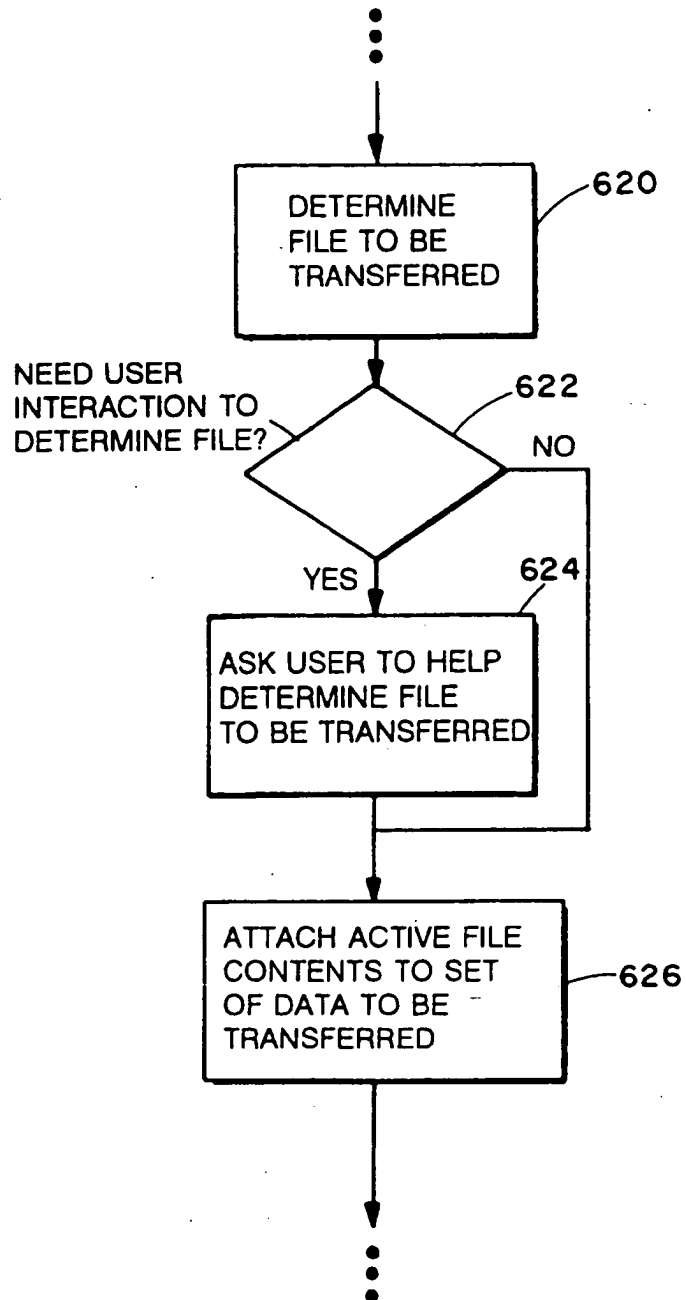 DETERMINE
FILE TO BE
TRANSFERRED
620
NEED USER
INTERACTION TO
DETERMINE FILE?
622
NO
YES
624
ASK USER TO HELP
DETERMINE FILE
TO BE TRANSFERRED
ATTACH ACTIVE FILE
CONTENTS TO SET
OF DATA TO BE
TRANSFERRED
626